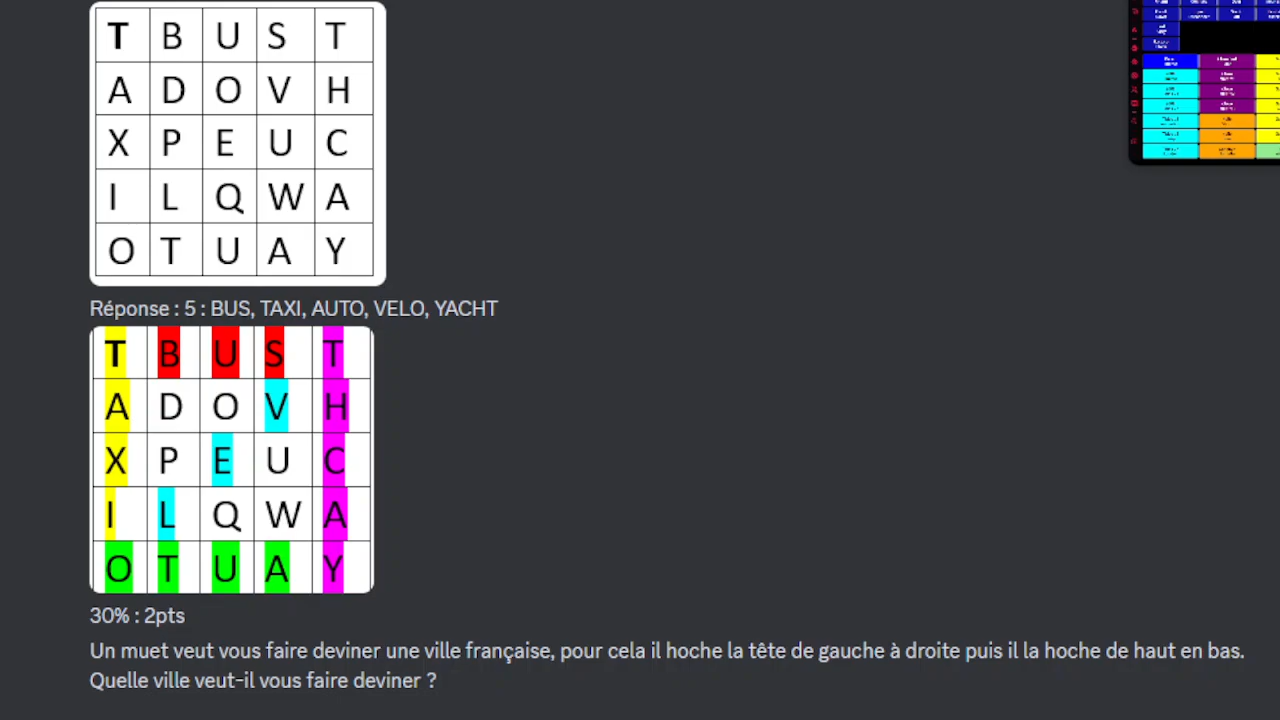 T B U S T
A D O V H
X P E U C
I L Q W A
O T U A Y
Réponse : 5 : BUS, TAXI, AUTO, VELO, YACHT
T B U S T
A D O V H
X P E U C
I L Q W A
O T U A Y
30% : 2pts
Un muet veut vous faire deviner une ville française, pour cela il hoche la tête de gauche à droite puis il la hoche de haut en bas.
Quelle ville veut-il vous faire deviner ?